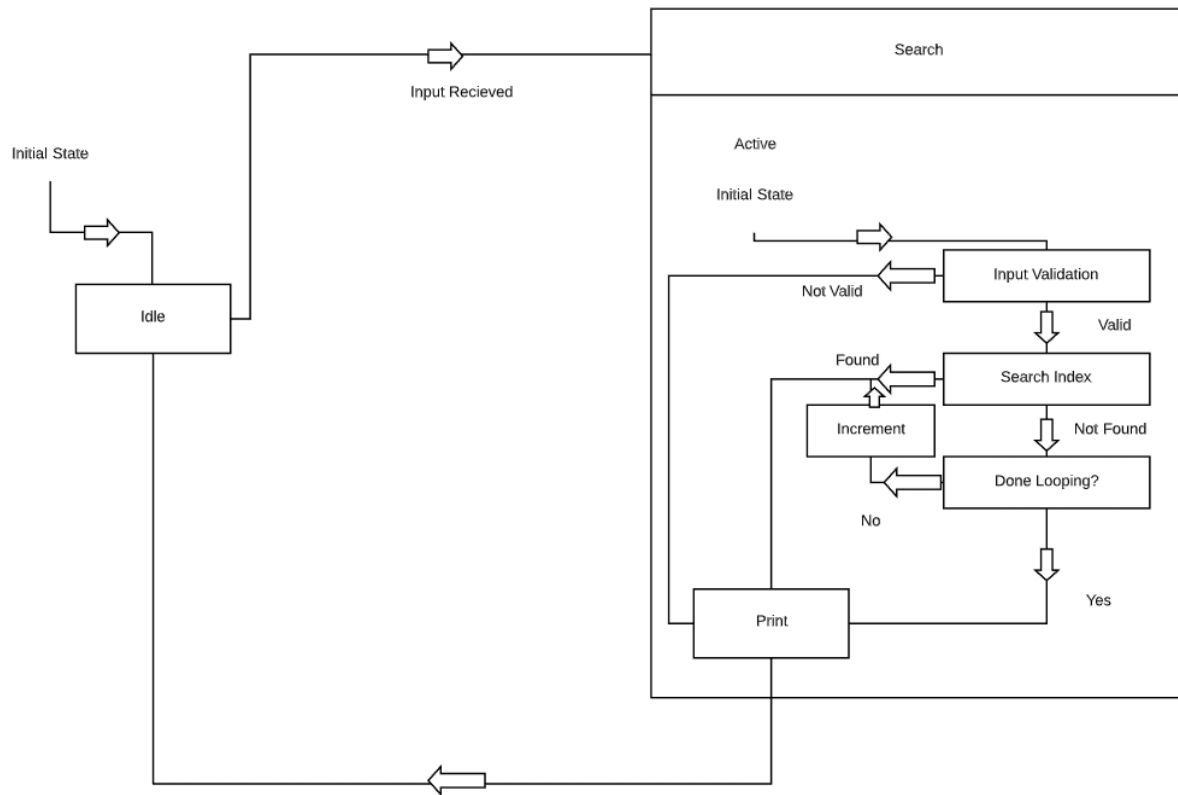 Search
Input Recieved
Initial State
Active
Initial State
Input Validation
Not Valid
Idle
Valid
Found
Search Index
Increment
Not Found
Done Looping?
No
Yes
Print